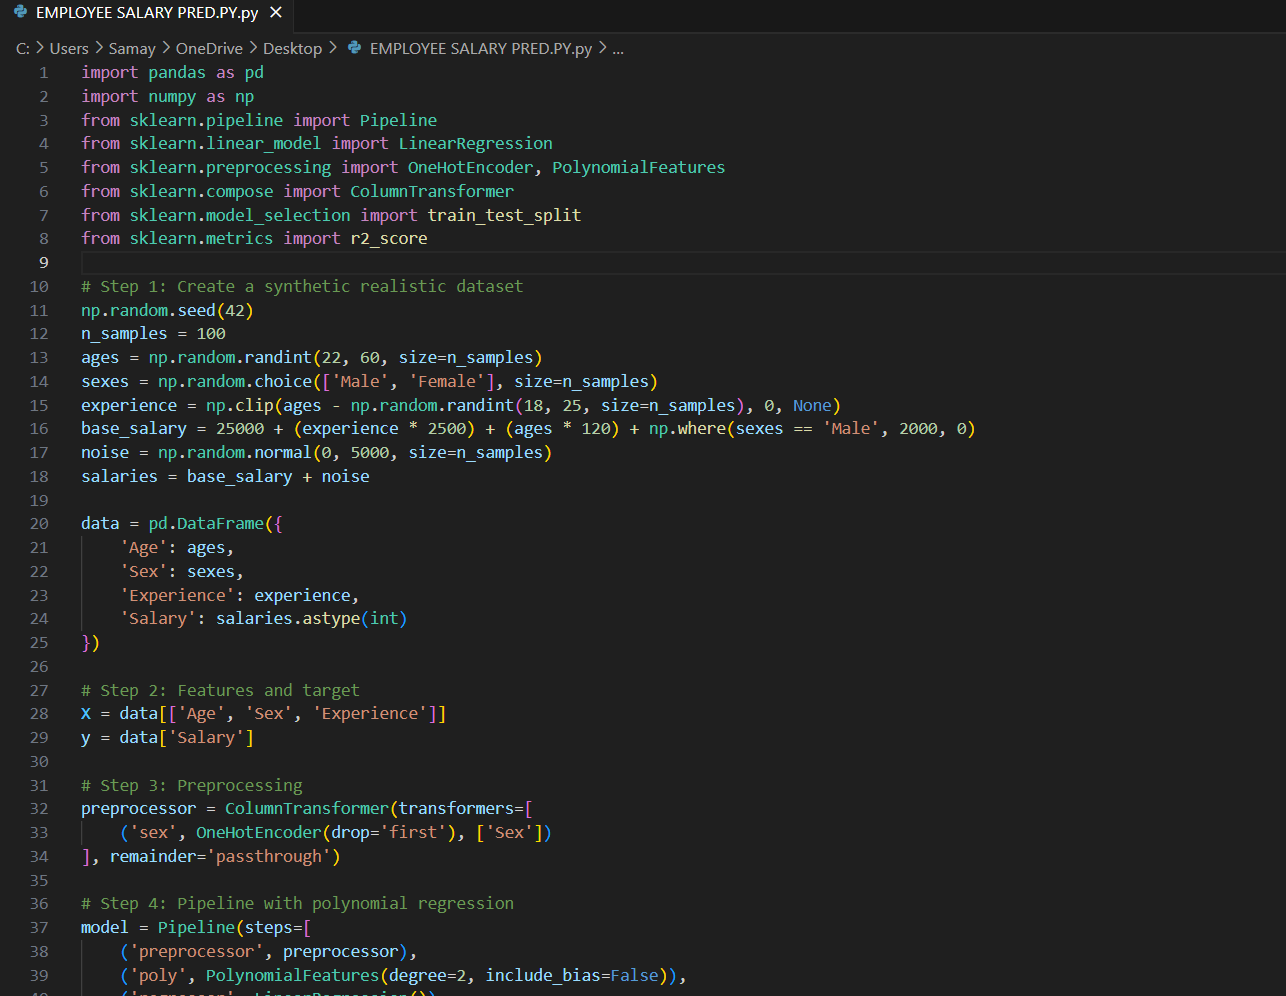 EMPLOYEE SALARY PRED.PY.py
C: > Users > Samay > OneDrive > Desktop > EMPLOYEE SALARY PRED.PY.py > ...
1 import pandas as pd
2 import numpy as np
3 from sklearn.pipeline import Pipeline
4 from sklearn.linear_model import LinearRegression
5 from sklearn.preprocessing import OneHotEncoder, PolynomialFeatures
6 from sklearn.compose import ColumnTransformer
7 from sklearn.model_selection import train_test_split
8 from sklearn.metrics import r2_score
9
10 # Step 1: Create a synthetic realistic dataset
11 np.random.seed(42)
12 n_samples = 100
13 ages = np.random.randint(22, 60, size=n_samples)
14 sexes = np.random.choice(['Male', 'Female'], size=n_samples)
15 experience = np.clip(ages - np.random.randint(18, 25, size=n_samples), 0, None)
16 base_salary = 25000 + (experience * 2500) + (ages * 120) + np.where(sexes == 'Male', 2000, 0)
17 noise = np.random.normal(0, 5000, size=n_samples)
18 salaries = base_salary + noise
19
20 data = pd.DataFrame({
21     'Age': ages,
22     'Sex': sexes,
23     'Experience': experience,
24     'Salary': salaries.astype(int)
25 })
26
27 # Step 2: Features and target
28 X = data[['Age', 'Sex', 'Experience']]
29 y = data['Salary']
30
31 # Step 3: Preprocessing
32 preprocessor = ColumnTransformer(transformers=[
33     ('sex', OneHotEncoder(drop='first'), ['Sex'])
34 ], remainder='passthrough')
35
36 # Step 4: Pipeline with polynomial regression
37 model = Pipeline(steps=[
38     ('preprocessor', preprocessor),
39     ('poly', PolynomialFeatures(degree=2, include_bias=False)),